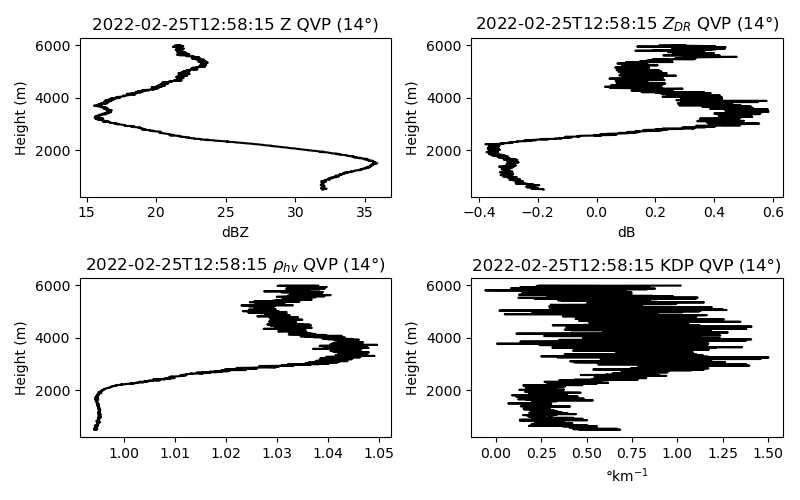 2022-02-25T12:58:15 Z QVP (14°)
Height (m)
6000
4000
2000
15 20 25 30 35
dBZ
2022-02-25T12:58:15 Z_DR QVP (14°)
Height (m)
6000
4000
2000
−0.4 −0.2 0.0 0.2 0.4 0.6
dB
2022-02-25T12:58:15 ρ_hv QVP (14°)
Height (m)
6000
4000
2000
1.00 1.01 1.02 1.03 1.04 1.05
2022-02-25T12:58:15 KDP QVP (14°)
Height (m)
6000
4000
2000
0.00 0.25 0.50 0.75 1.00 1.25 1.50
°km⁻¹